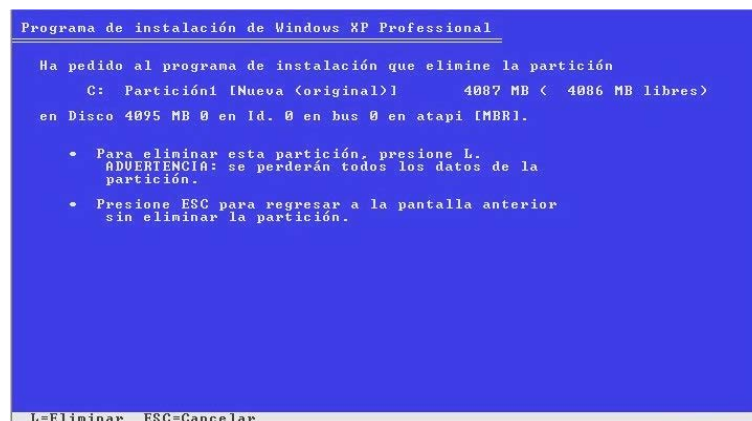 Programa de instalación de Windows XP Professional
Ha pedido al programa de instalación que elimine la partición
C: Partición1 [Nueva (original)] 4087 MB ( 4086 MB libres)
en Disco 4095 MB 0 en Id. 0 en bus 0 en atapi [MBR].
• Para eliminar esta partición, presione L.
ADVERTENCIA: se perderán todos los datos de la
partición.
• Presione ESC para regresar a la pantalla anterior
sin eliminar la partición.
L=Eliminar ESC=Cancelar